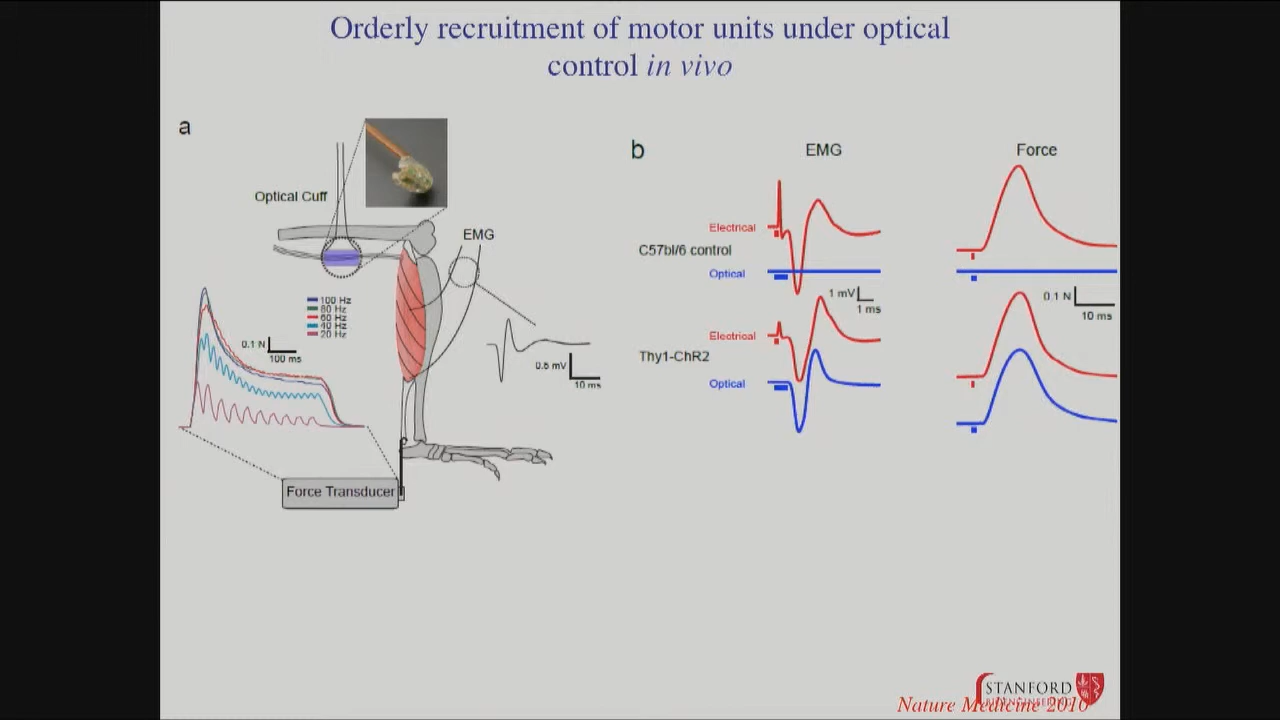 Orderly recruitment of motor units under optical
control in vivo
a
Optical Cuff
EMG
100 Hz
80 Hz
60 Hz
40 Hz
20 Hz
0.1 N
100 ms
0.5 mV
10 ms
Force Transducer
b
EMG
Force
Electrical
C57bl/6 control
Optical
1 mV
1 ms
0.1 N
10 ms
Electrical
Thy1-ChR2
Optical
STANFORD
Nature Medicine 2010